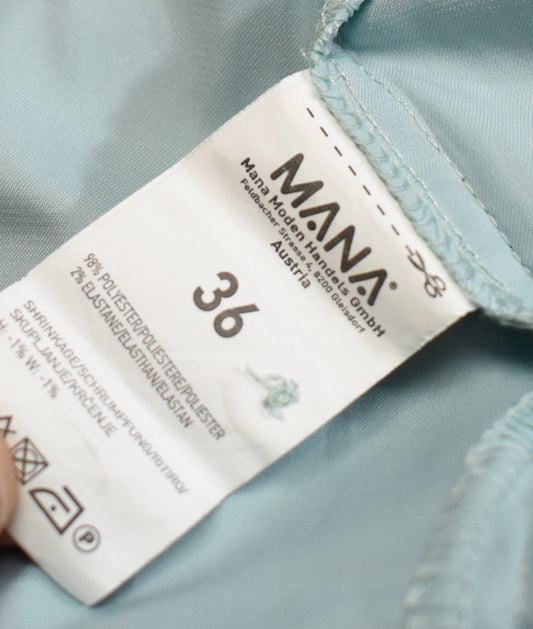 MANA®
Mana Moden Handels GmbH
Feldbacher Strasse 4, 8200 Gleisdorf
Austria
36
98% POLYESTER/POLIESTERE/POLIESTER
2% ELASTANE/ELASTHAN/ELASTAN
SHRINKAGE/SCHRUMPFUNG/RITIRO/
SKUPLJANJE/KRČENJE
H: -1% W: -1%
P